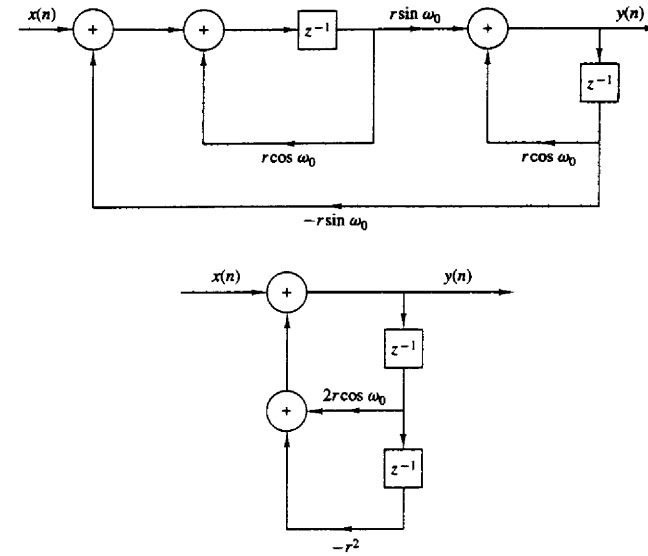 x(n)
+
+
z⁻¹
r sin ω₀
+
y(n)
z⁻¹
r cos ω₀
r cos ω₀
−r sin ω₀
x(n)
+
y(n)
z⁻¹
2r cos ω₀
+
z⁻¹
−r²